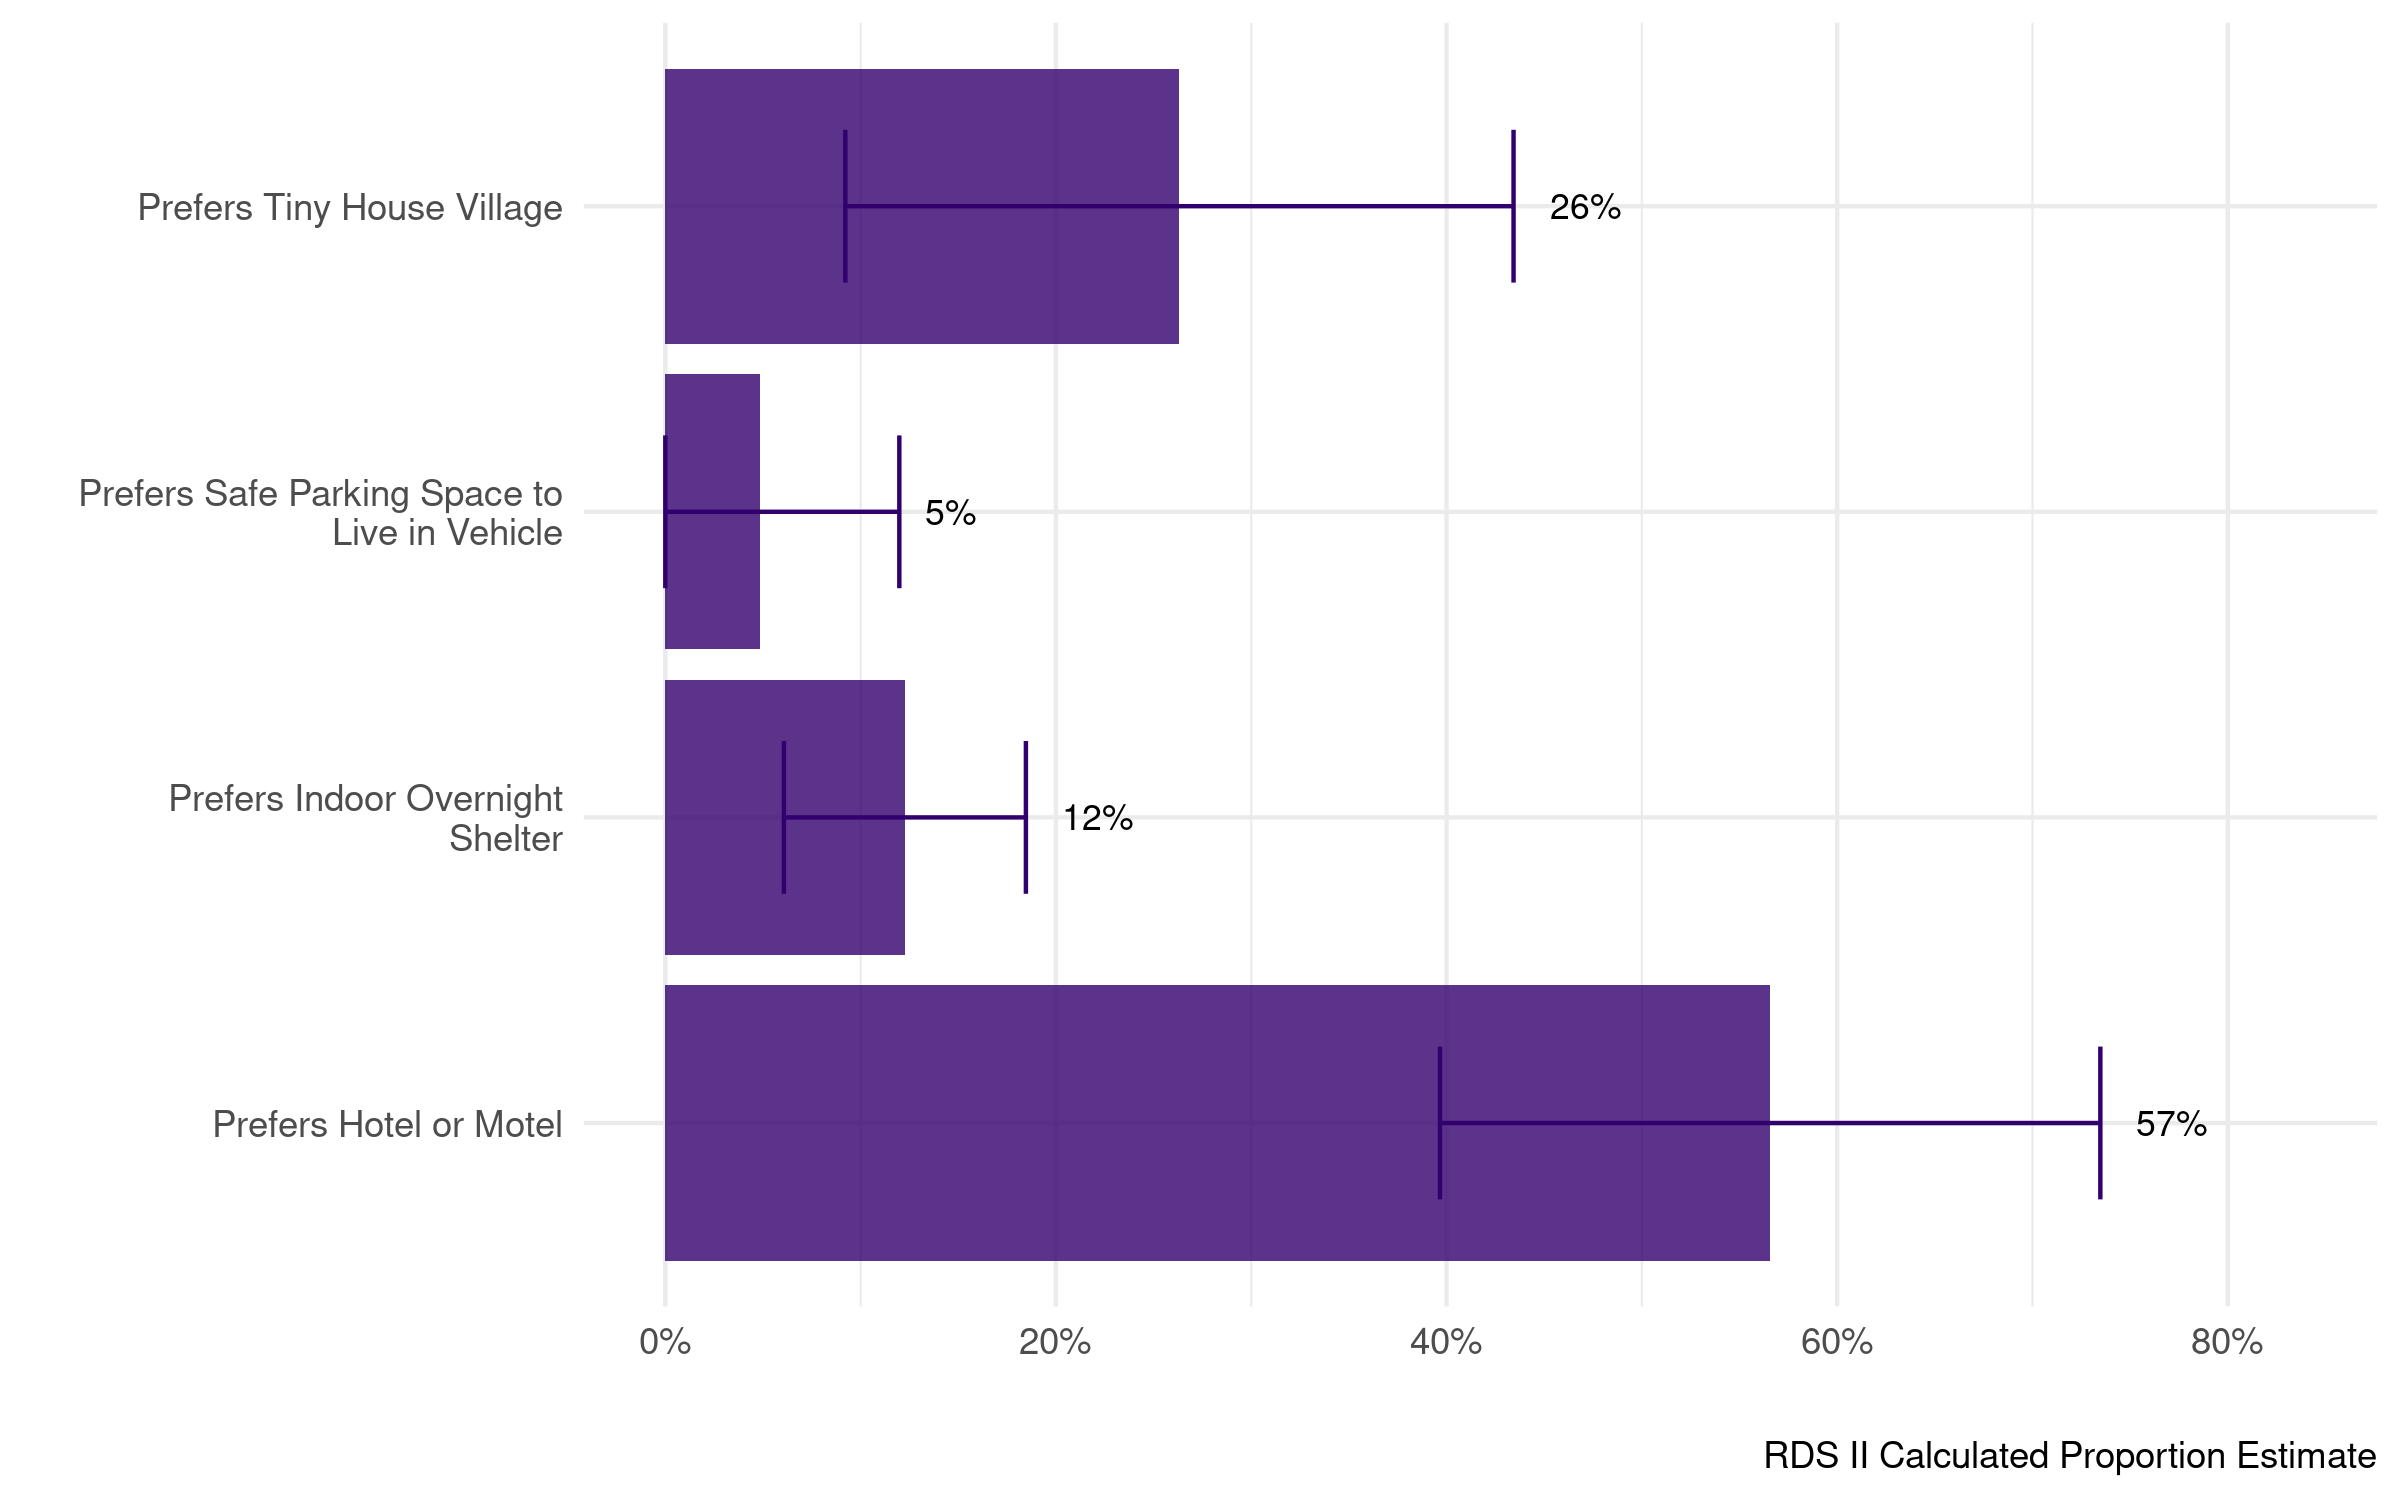 Prefers Tiny House Village
26%
Prefers Safe Parking Space to
Live in Vehicle
5%
Prefers Indoor Overnight
Shelter
12%
Prefers Hotel or Motel
57%
0%
20%
40%
60%
80%
RDS II Calculated Proportion Estimate